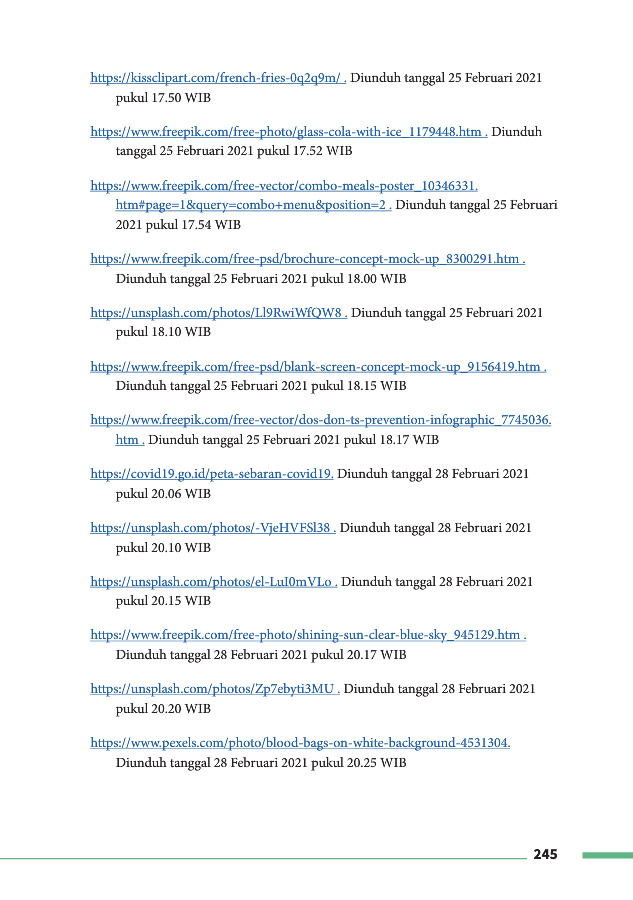 https://kissclipart.com/french-fries-0q2q9m/ . Diunduh tanggal 25 Februari 2021
pukul 17.50 WIB
https://www.freepik.com/free-photo/glass-cola-with-ice_1179448.htm . Diunduh
tanggal 25 Februari 2021 pukul 17.52 WIB
https://www.freepik.com/free-vector/combo-meals-poster_10346331.
htm#page=1&query=combo+menu&position=2 . Diunduh tanggal 25 Februari
2021 pukul 17.54 WIB
https://www.freepik.com/free-psd/brochure-concept-mock-up_8300291.htm .
Diunduh tanggal 25 Februari 2021 pukul 18.00 WIB
https://unsplash.com/photos/Ll9RwiWfQW8 . Diunduh tanggal 25 Februari 2021
pukul 18.10 WIB
https://www.freepik.com/free-psd/blank-screen-concept-mock-up_9156419.htm .
Diunduh tanggal 25 Februari 2021 pukul 18.15 WIB
https://www.freepik.com/free-vector/dos-don-ts-prevention-infographic_7745036.
htm . Diunduh tanggal 25 Februari 2021 pukul 18.17 WIB
https://covid19.go.id/peta-sebaran-covid19. Diunduh tanggal 28 Februari 2021
pukul 20.06 WIB
https://unsplash.com/photos/-VjeHVFSl38 . Diunduh tanggal 28 Februari 2021
pukul 20.10 WIB
https://unsplash.com/photos/el-LuI0mVLo . Diunduh tanggal 28 Februari 2021
pukul 20.15 WIB
https://www.freepik.com/free-photo/shining-sun-clear-blue-sky_945129.htm .
Diunduh tanggal 28 Februari 2021 pukul 20.17 WIB
https://unsplash.com/photos/Zp7ebyti3MU . Diunduh tanggal 28 Februari 2021
pukul 20.20 WIB
https://www.pexels.com/photo/blood-bags-on-white-background-4531304.
Diunduh tanggal 28 Februari 2021 pukul 20.25 WIB
245